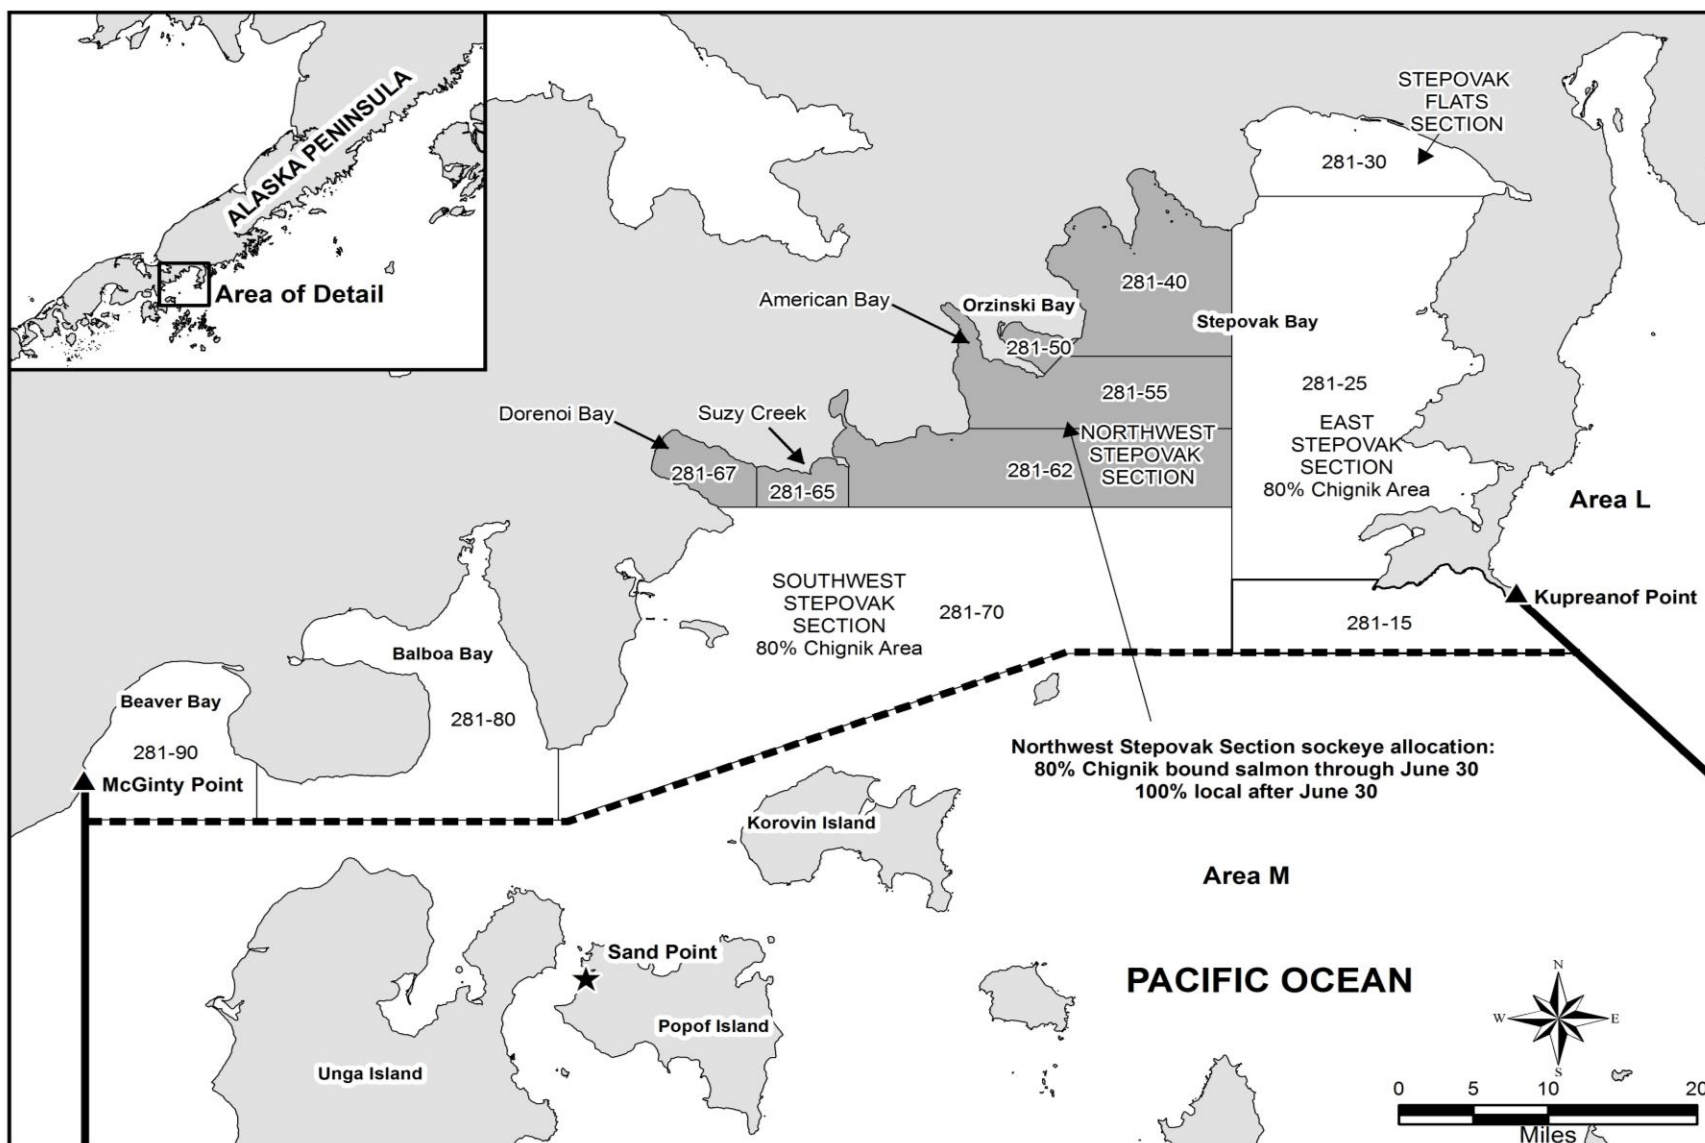 ALASKA PENINSULA
Area of Detail
STEPOVAK
FLATS
SECTION
281-30
281-40
American Bay
Orzinski Bay
Stepovak Bay
281-50
281-55
281-25
Dorenoi Bay
Suzy Creek
NORTHWEST
STEPOVAK
SECTION
EAST
STEPOVAK
SECTION
80% Chignik Area
281-67
281-65
281-62
Area L
SOUTHWEST
STEPOVAK
SECTION
80% Chignik Area
281-70
Kupreanof Point
281-15
Balboa Bay
Beaver Bay
281-80
281-90
McGinty Point
Northwest Stepovak Section sockeye allocation:
80% Chignik bound salmon through June 30
100% local after June 30
Korovin Island
Area M
Sand Point
PACIFIC OCEAN
Popof Island
Unga Island
N
W
E
S
0 5 10 20
Miles